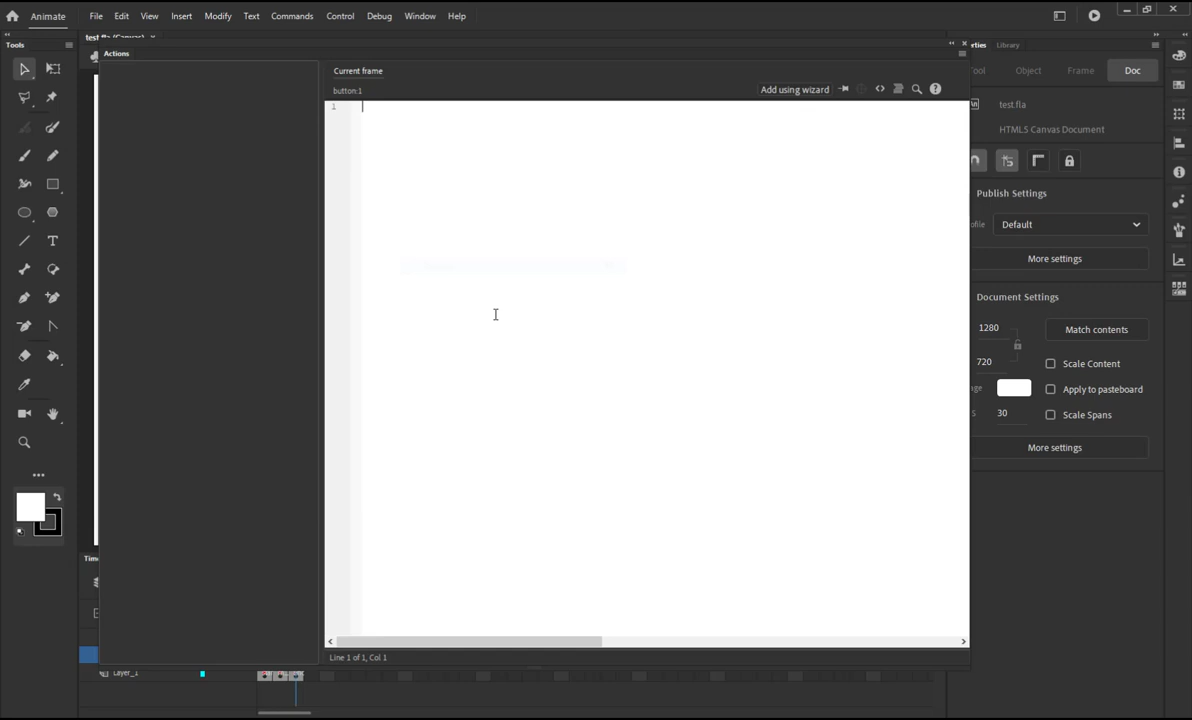 Animate File Edit View Insert Modify Text Commands Control Debug Window Help
Tools
test.fla (Canvas)
Actions
Current frame
button:1
Add using wizard
1
Line 1 of 1, Col 1
Library
Object Frame Doc
test.fla
HTML5 Canvas Document
Publish Settings
Default
More settings
Document Settings
1280
Match contents
720
Scale Content
Apply to pasteboard
30
Scale Spans
More settings
Layer_1